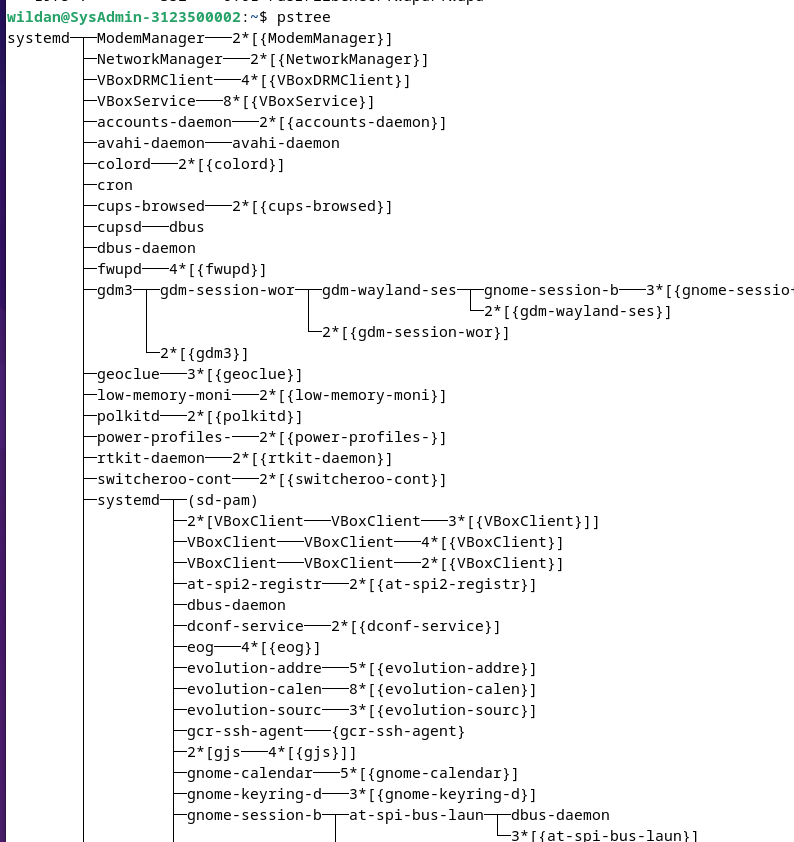 wildan@SysAdmin-3123500002:~$ pstree
systemd─┬─ModemManager───2*[{ModemManager}]
        ├─NetworkManager───2*[{NetworkManager}]
        ├─VBoxDRMClient───4*[{VBoxDRMClient}]
        ├─VBoxService───8*[{VBoxService}]
        ├─accounts-daemon───2*[{accounts-daemon}]
        ├─avahi-daemon───avahi-daemon
        ├─colord───2*[{colord}]
        ├─cron
        ├─cups-browsed───2*[{cups-browsed}]
        ├─cupsd───dbus
        ├─dbus-daemon
        ├─fwupd───4*[{fwupd}]
        ├─gdm3─┬─gdm-session-wor─┬─gdm-wayland-ses─┬─gnome-session-b───3*[{gnome-sessio
        │      │                 │                 └─2*[{gdm-wayland-ses}]
        │      │                 └─2*[{gdm-session-wor}]
        │      └─2*[{gdm3}]
        ├─geoclue───3*[{geoclue}]
        ├─low-memory-moni───2*[{low-memory-moni}]
        ├─polkitd───2*[{polkitd}]
        ├─power-profiles-───2*[{power-profiles-}]
        ├─rtkit-daemon───2*[{rtkit-daemon}]
        ├─switcheroo-cont───2*[{switcheroo-cont}]
        ├─systemd─┬─(sd-pam)
        │         ├─2*[VBoxClient───VBoxClient───3*[{VBoxClient}]]
        │         ├─VBoxClient───VBoxClient───4*[{VBoxClient}]
        │         ├─VBoxClient───VBoxClient───2*[{VBoxClient}]
        │         ├─at-spi2-registr───2*[{at-spi2-registr}]
        │         ├─dbus-daemon
        │         ├─dconf-service───2*[{dconf-service}]
        │         ├─eog───4*[{eog}]
        │         ├─evolution-addre───5*[{evolution-addre}]
        │         ├─evolution-calen───8*[{evolution-calen}]
        │         ├─evolution-sourc───3*[{evolution-sourc}]
        │         ├─gcr-ssh-agent───{gcr-ssh-agent}
        │         ├─2*[gjs───4*[{gjs}]]
        │         ├─gnome-calendar───5*[{gnome-calendar}]
        │         ├─gnome-keyring-d───3*[{gnome-keyring-d}]
        │         ├─gnome-session-b─┬─at-spi-bus-laun─┬─dbus-daemon
        │         │                 │                 └─3*[{at-spi-bus-laun}]